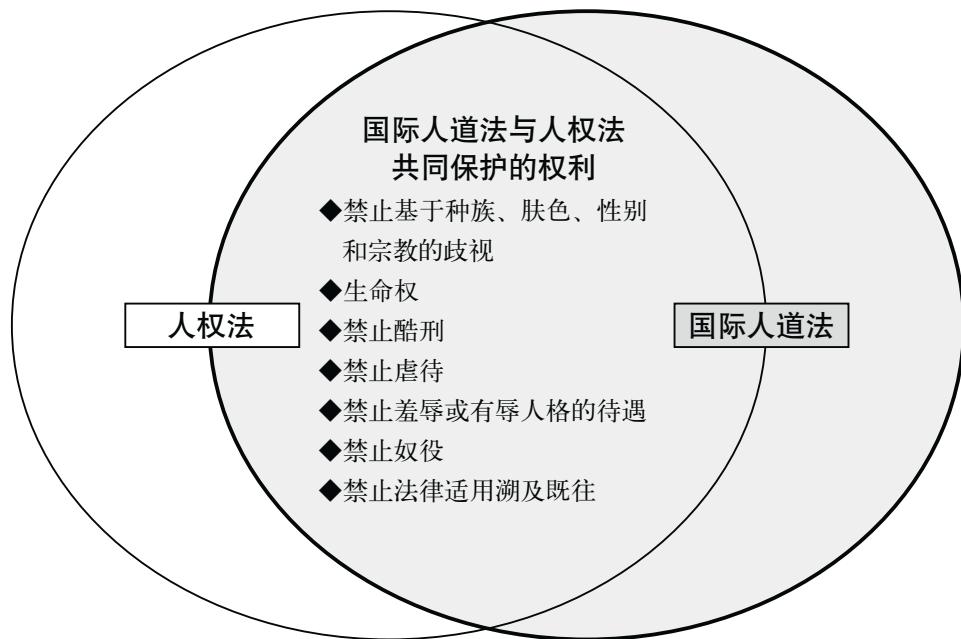 国际人道法与人权法
共同保护的权利
◆禁止基于种族、肤色、性别
和宗教的歧视
◆生命权
人权法
国际人道法
◆禁止酷刑
◆禁止虐待
◆禁止羞辱或有辱人格的待遇
◆禁止奴役
◆禁止法律适用溯及既往